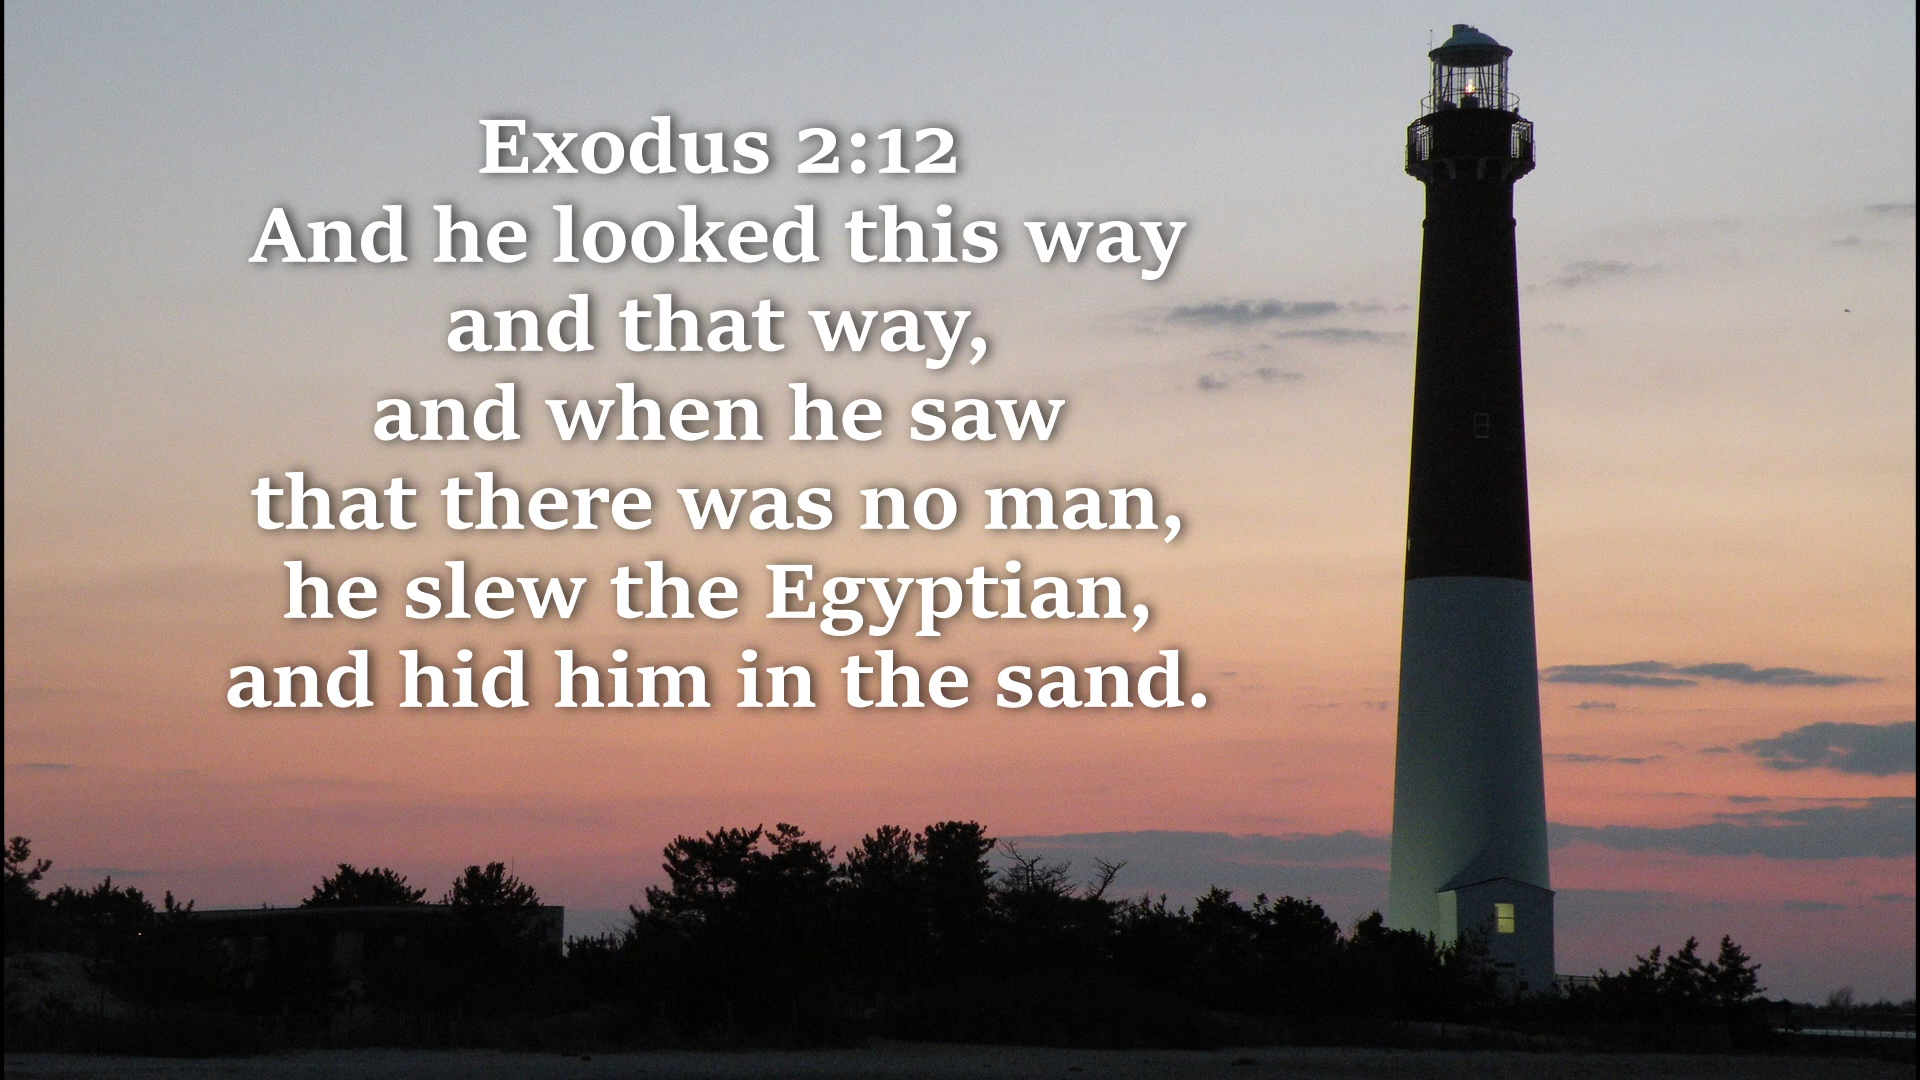 Exodus 2:12
And he looked this way
and that way,
and when he saw
that there was no man,
he slew the Egyptian,
and hid him in the sand.